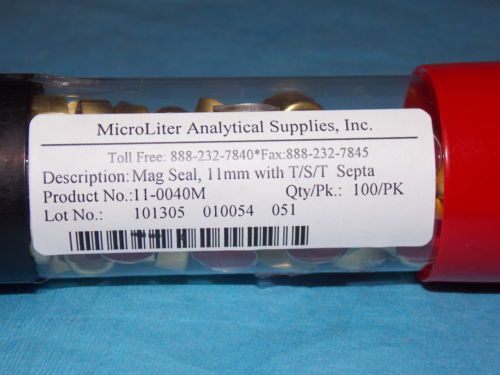 MicroLiter Analytical Supplies, Inc.
Toll Free: 888-232-7840*Fax:888-232-7845
Description:Mag Seal, 11mm with T/S/T Septa
Product No.:11-0040M Qty/Pk.: 100/PK
Lot No.: 101305 010054 051